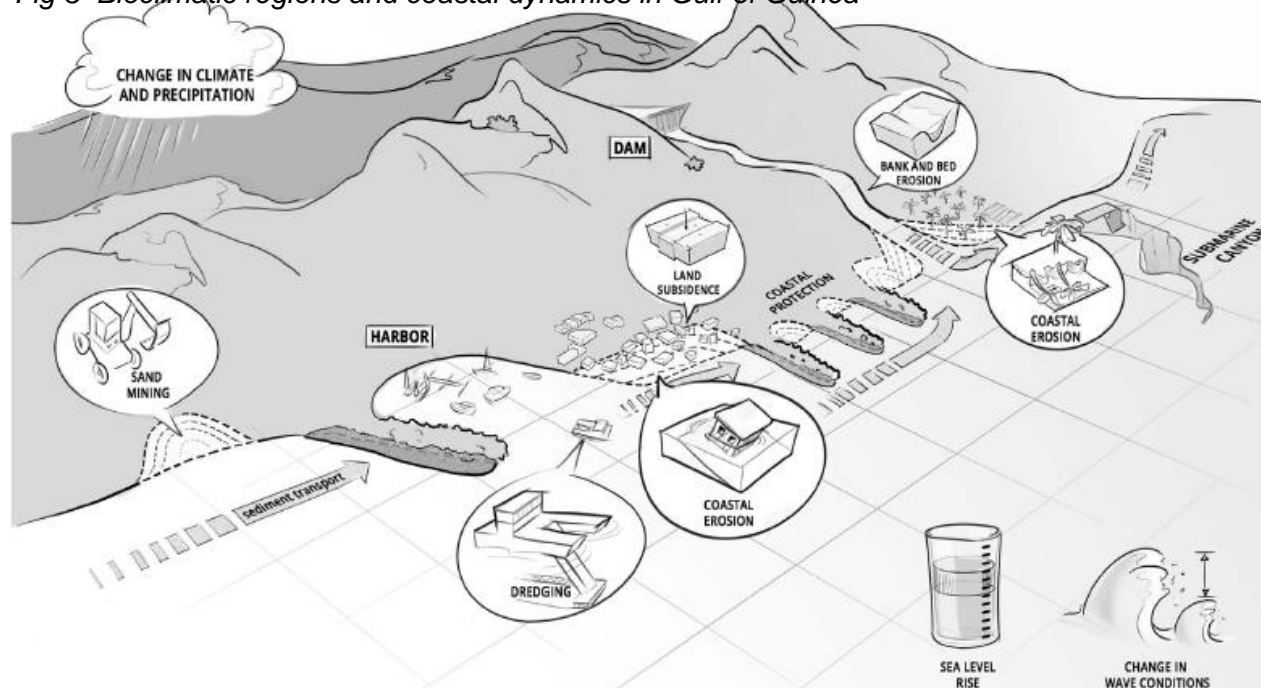 Fig 8 Bioclimatic regions and coastal dynamics in Gulf of Guinea
CHANGE IN CLIMATE
AND PRECIPITATION
DAM
BANK AND BED
EROSION
SUBMARINE
CANYON
LAND
SUBSIDENCE
COASTAL
PROTECTION
COASTAL
EROSION
HARBOR
SAND
MINING
sediment transport
COASTAL
EROSION
DREDGING
SEA LEVEL
RISE
CHANGE IN
WAVE CONDITIONS